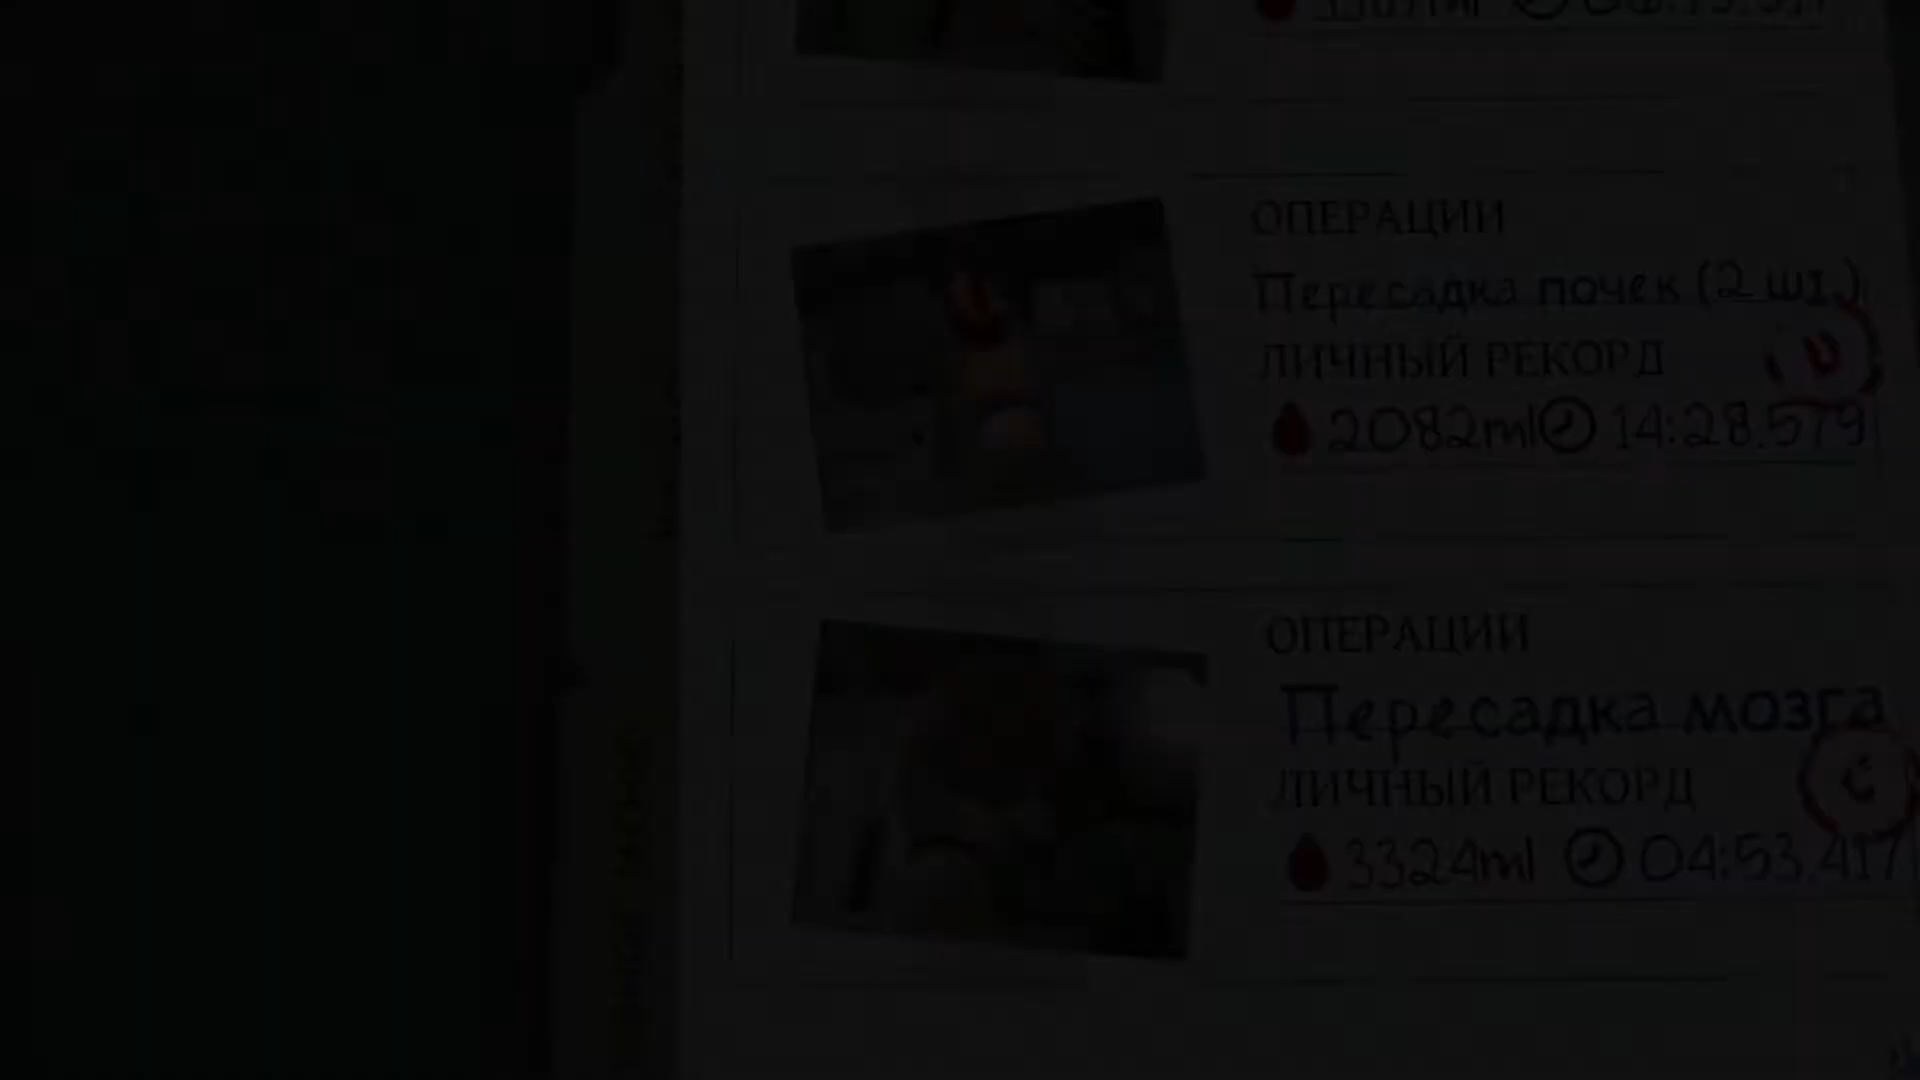 ОПЕРАЦИИ
Пересадка почек (2 шт.)
ЛИЧНЫЙ РЕКОРД
2082ml 14:28.579
ОПЕРАЦИИ
Пересадка мозга
ЛИЧНЫЙ РЕКОРД
C
3324ml 04:53.417